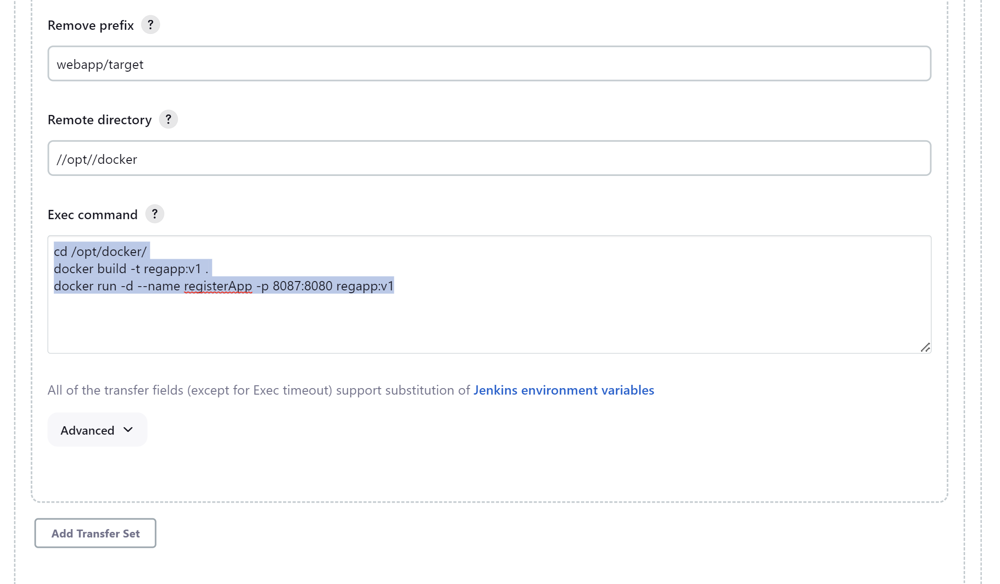 Remove prefix ?
webapp/target
Remote directory ?
//opt//docker
Exec command ?
cd /opt/docker/
docker build -t regapp:v1 .
docker run -d --name registerApp -p 8087:8080 regapp:v1
All of the transfer fields (except for Exec timeout) support substitution of Jenkins environment variables
Advanced
Add Transfer Set